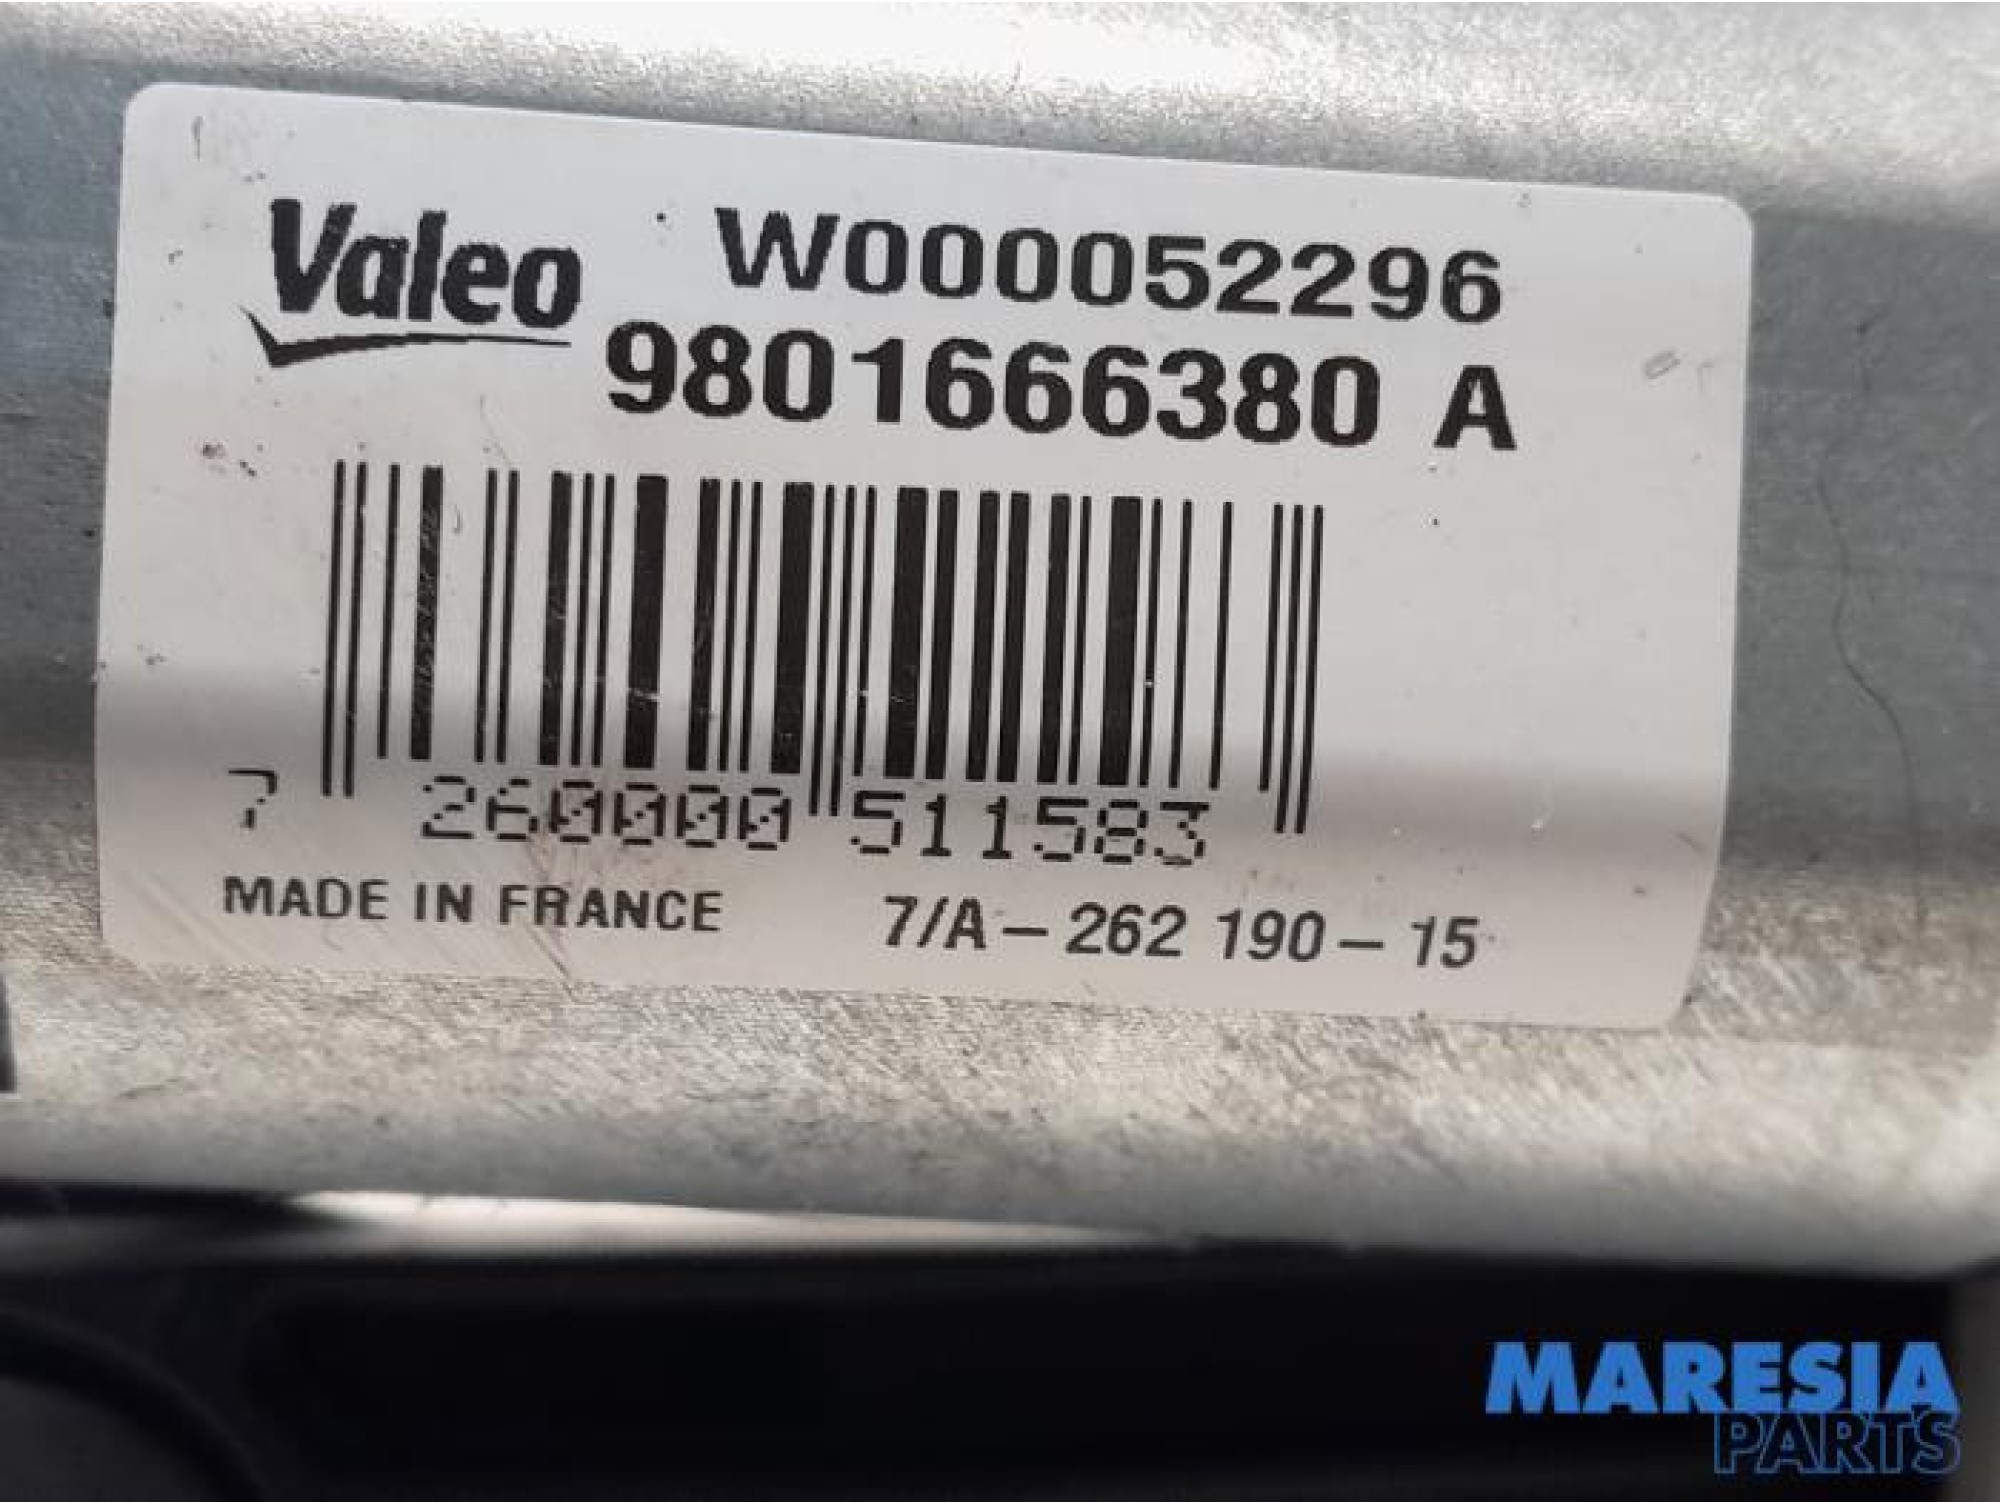 Valeo W000052296
9801666380 A
7 260000 511583
MADE IN FRANCE 7/A-262 190-15
MARESIA
PARTS